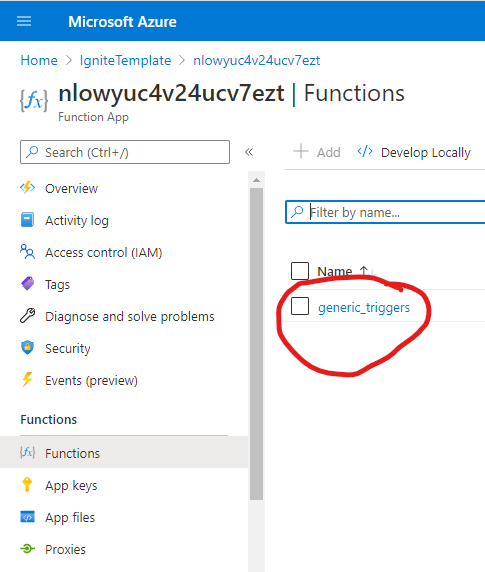 Microsoft Azure
Home > IgniteTemplate > nlowyuc4v24ucv7ezt
{fx} nlowyuc4v24ucv7ezt | Functions
Function App
Search (Ctrl+/)
«
Overview
Activity log
Access control (IAM)
Tags
Diagnose and solve problems
Security
Events (preview)
Functions
{fx} Functions
App keys
App files
Proxies
+ Add </> Develop Locally
Filter by name...
Name ↑
generic_triggers